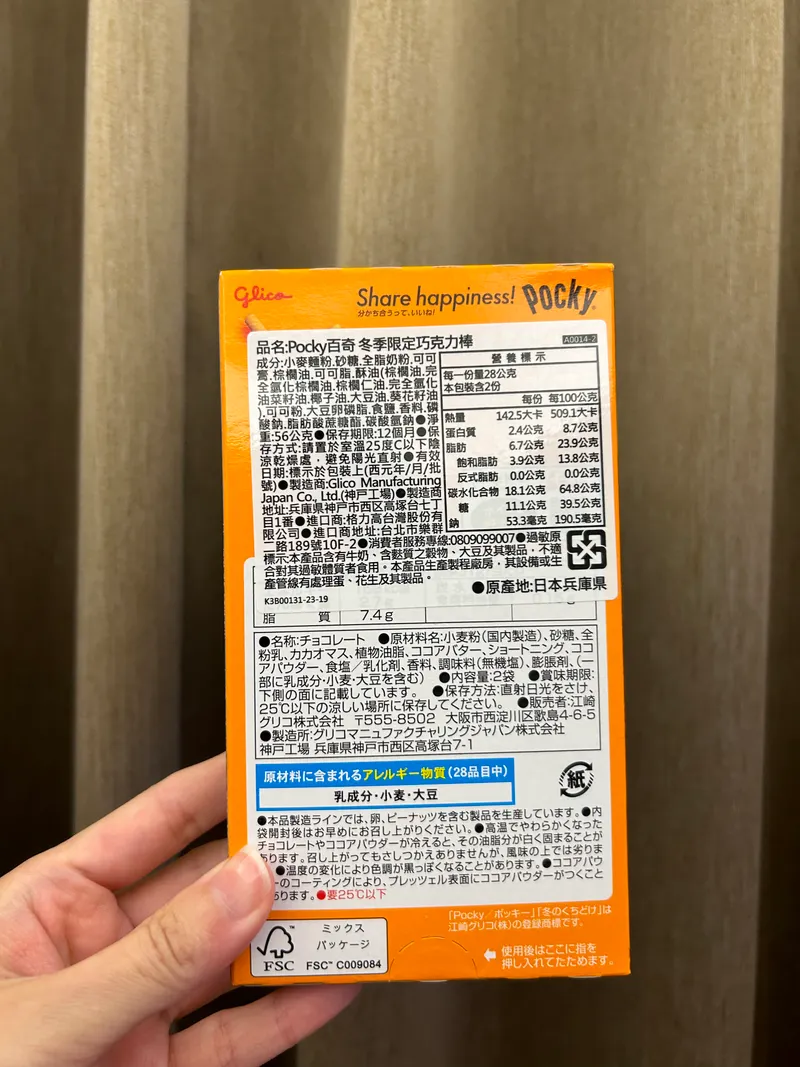 Glico
Share happiness! Pocky
分かち合うって、いいね!
品名:Pocky百奇 冬季限定巧克力棒
A0014-2
成分:小麥麵粉.砂糖.全脂奶粉.可可
膏.棕櫚油.可可脂.酥油(棕櫚油.完
全氫化棕櫚油.棕櫚仁油.完全氫化
油菜籽油.椰子油.大豆油.葵花籽油
).可可粉.大豆卵磷脂.食鹽.香料.磷
酸鈉.脂肪酸蔗糖酯.碳酸氫鈉●淨
重:56公克●保存期限:12個月●保
存方式:請置於室溫25度C以下陰
涼乾燥處,避免陽光直射●有效
日期:標示於包裝上(西元年/月/批
號)●製造商:Glico Manufacturing
Japan Co., Ltd.(神戸工場)●製造商
地址:兵庫県神戸市西区高塚台七丁
目1番●進口商:格力高台灣股份有
限公司●進口商地址:台北市樂群
二路189號10F-2●消費者服務專線:0809099007●過敏原
標示:本產品含有牛奶、含麩質之穀物、大豆及其製品,不適
合對其過敏體質者食用。本產品生產製程廠房,其設備或生
產管線有處理蛋、花生及其製品。
●原產地:日本兵庫県
K3B00131-23-19
營養標示
每一份量28公克
本包裝含2份
每份 每100公克
熱量 142.5大卡 509.1大卡
蛋白質 2.4公克 8.7公克
脂肪 6.7公克 23.9公克
飽和脂肪 3.9公克 13.8公克
反式脂肪 0.0公克 0.0公克
碳水化合物 18.1公克 64.8公克
糖 11.1公克 39.5公克
鈉 53.3毫克 190.5毫克
脂 質 7.4g
●名称:チョコレート ●原材料名:小麦粉(国内製造)、砂糖、全
粉乳、カカオマス、植物油脂、ココアバター、ショートニング、ココ
アパウダー、食塩/乳化剤、香料、調味料(無機塩)、膨脹剤、(一
部に乳成分・小麦・大豆を含む) ●内容量:2袋 ●賞味期限:
下側の面に記載しています。 ●保存方法:直射日光をさけ、
25℃以下の涼しい場所に保存してください。 ●販売者:江崎
グリコ株式会社 〒555-8502 大阪市西淀川区歌島4-6-5
●製造所:グリコマニュファクチャリングジャパン株式会社
神戸工場 兵庫県神戸市西区高塚台7-1
原材料に含まれるアレルギー物質(28品目中)
乳成分・小麦・大豆
紙
●本品製造ラインでは、卵、ピーナッツを含む製品を生産しています。●内
袋開封後はお早めにお召し上がりください。●高温でやわらかくなった
チョコレートやココアパウダーが冷えると、その油脂分が白く固まることが
あります。召し上がってもさしつかえありませんが、風味の上では劣りま
●温度の変化により色調が黒っぽくなることがあります。●ココアパウ
ーのコーティングにより、プレッツェル表面にココアパウダーがつくこと
あります。●要25℃以下
「Pocky/ポッキー」「冬のくちどけ」は
江崎グリコ(株)の登録商標です。
FSC
ミックス
パッケージ
FSC™ C009084
使用後はここに指を
押し入れてたためます。